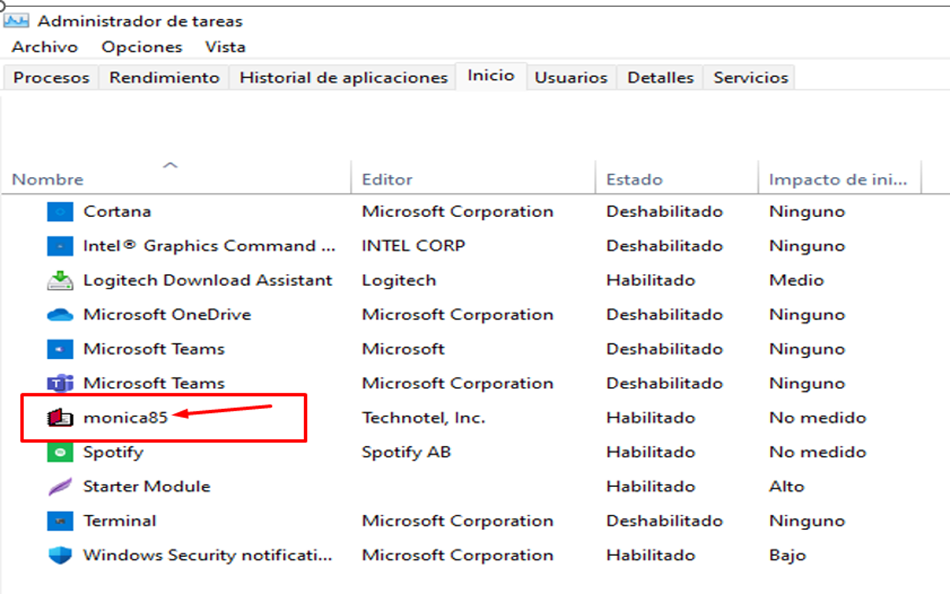 Administrador de tareas
Archivo Opciones Vista
Procesos Rendimiento Historial de aplicaciones Inicio Usuarios Detalles Servicios
Nombre Editor Estado Impacto de ini...
Cortana Microsoft Corporation Deshabilitado Ninguno
Intel® Graphics Command ... INTEL CORP Deshabilitado Ninguno
Logitech Download Assistant Logitech Habilitado Medio
Microsoft OneDrive Microsoft Corporation Deshabilitado Ninguno
Microsoft Teams Microsoft Deshabilitado Ninguno
Microsoft Teams Microsoft Corporation Deshabilitado Ninguno
monica85 Technotel, Inc. Habilitado No medido
Spotify Spotify AB Habilitado No medido
Starter Module Habilitado Alto
Terminal Microsoft Corporation Deshabilitado Ninguno
Windows Security notificati... Microsoft Corporation Habilitado Bajo